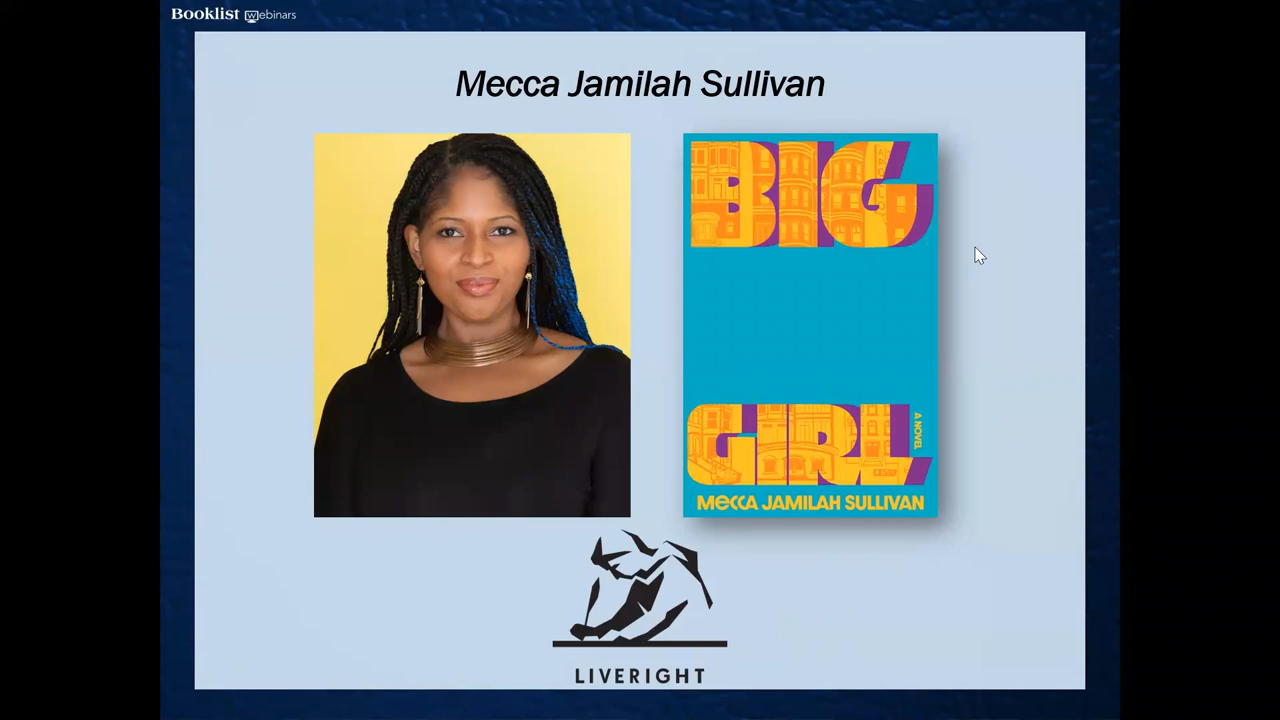 Booklist webinars
Mecca Jamilah Sullivan
BIG
GIRL
A NOVEL
MECCA JAMILAH SULLIVAN
LIVERIGHT